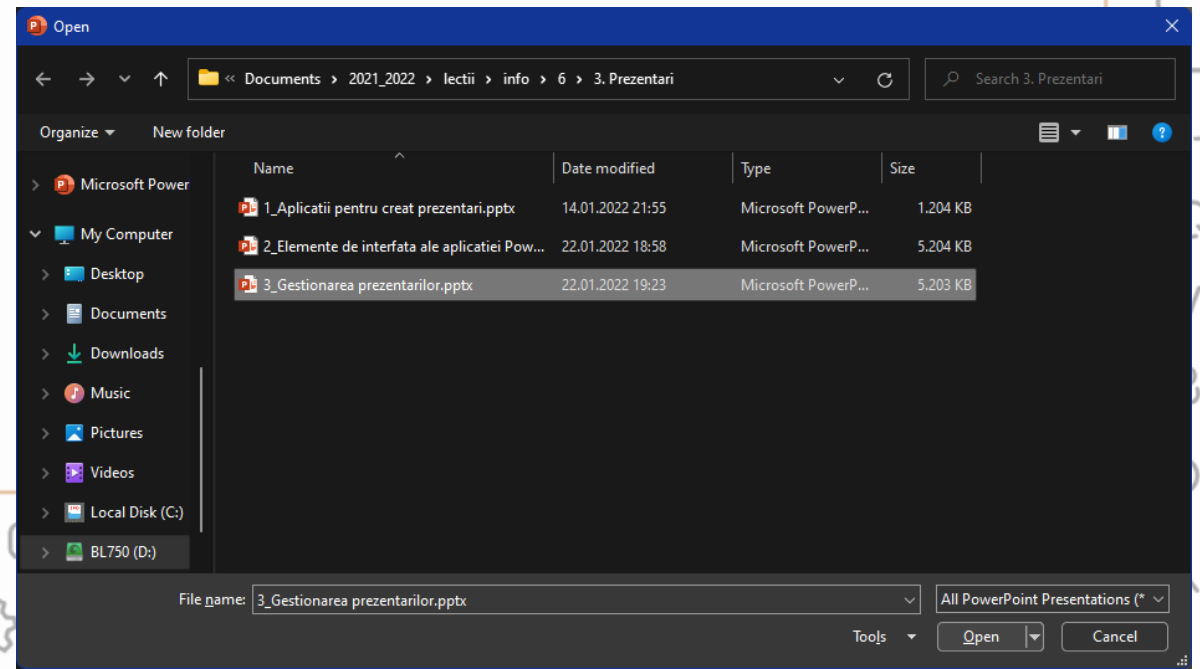 Open
« Documents › 2021_2022 › lectii › info › 6 › 3. Prezentari
Search 3. Prezentari
Organize
New folder
Name Date modified Type Size
Microsoft Power
My Computer
Desktop
Documents
Downloads
Music
Pictures
Videos
Local Disk (C:)
BL750 (D:)
1_Aplicatii pentru creat prezentari.pptx 14.01.2022 21:55 Microsoft PowerP... 1.204 KB
2_Elemente de interfata ale aplicatiei Pow... 22.01.2022 18:58 Microsoft PowerP... 5.204 KB
3_Gestionarea prezentarilor.pptx 22.01.2022 19:23 Microsoft PowerP... 5.203 KB
File name: 3_Gestionarea prezentarilor.pptx
All PowerPoint Presentations (*
Tools
Open
Cancel